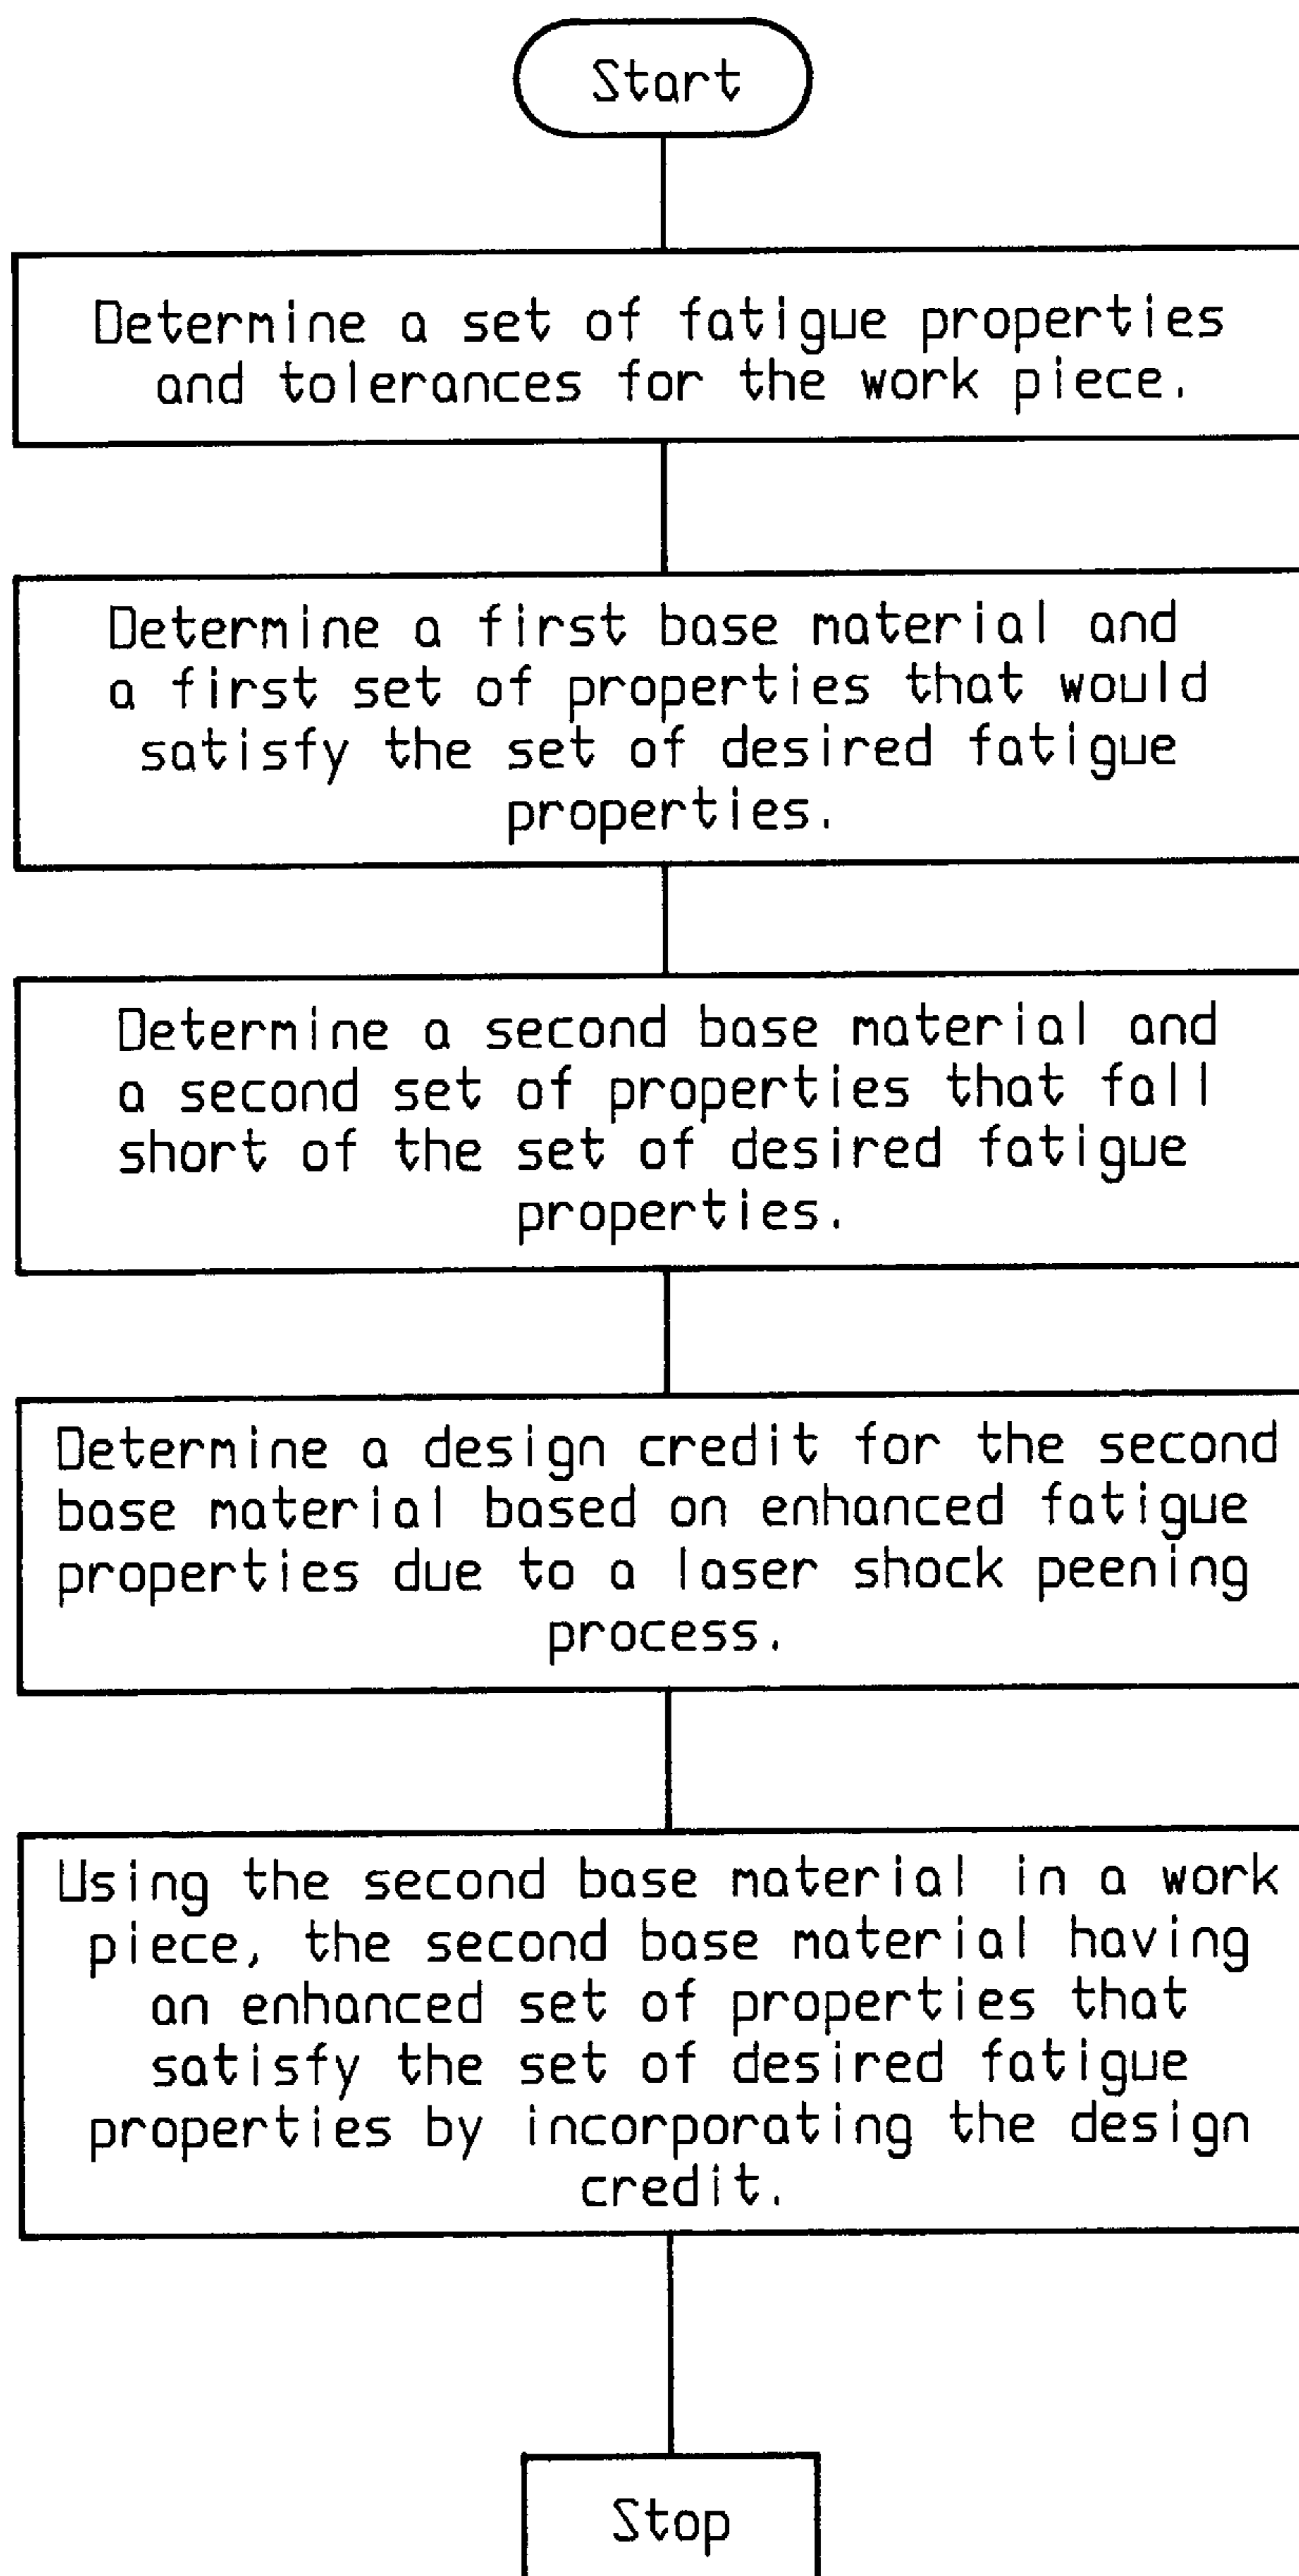 Start
Determine a set of fatigue properties
and tolerances for the work piece.
Determine a first base material and
a first set of properties that would
satisfy the set of desired fatigue
properties.
Determine a second base material and
a second set of properties that fall
short of the set of desired fatigue
properties.
Determine a design credit for the second
base material based on enhanced fatigue
properties due to a laser shock peening
process.
Using the second base material in a work
piece, the second base material having
an enhanced set of properties that
satisfy the set of desired fatigue
properties by incorporating the design
credit.
Stop